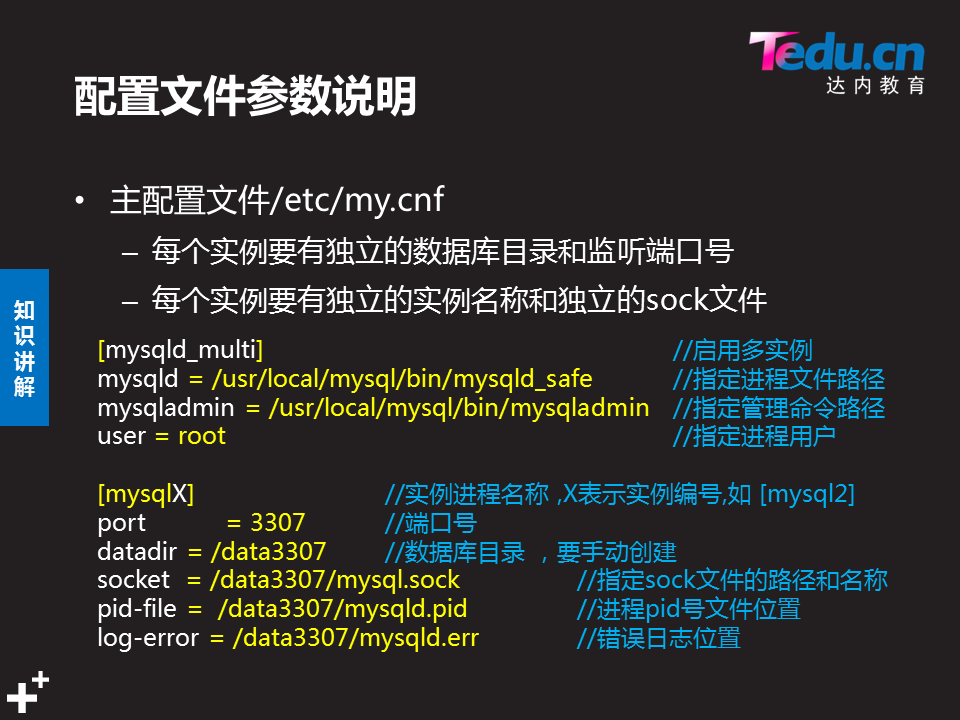 Tedu.cn
达内教育
配置文件参数说明
• 主配置文件/etc/my.cnf
– 每个实例要有独立的数据库目录和监听端口号
– 每个实例要有独立的实例名称和独立的sock文件
知识讲解
[mysqld_multi] //启用多实例
mysqld = /usr/local/mysql/bin/mysqld_safe //指定进程文件路径
mysqladmin = /usr/local/mysql/bin/mysqladmin //指定管理命令路径
user = root //指定进程用户
[mysqlX] //实例进程名称 ,X表示实例编号,如 [mysql2]
port = 3307 //端口号
datadir = /data3307 //数据库目录 ，要手动创建
socket = /data3307/mysql.sock //指定sock文件的路径和名称
pid-file = /data3307/mysqld.pid //进程pid号文件位置
log-error = /data3307/mysqld.err //错误日志位置